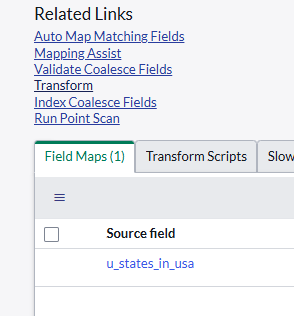 Related Links
Auto Map Matching Fields
Mapping Assist
Validate Coalesce Fields
Transform
Index Coalesce Fields
Run Point Scan
Field Maps (1) Transform Scripts Slow
Source field
u_states_in_usa